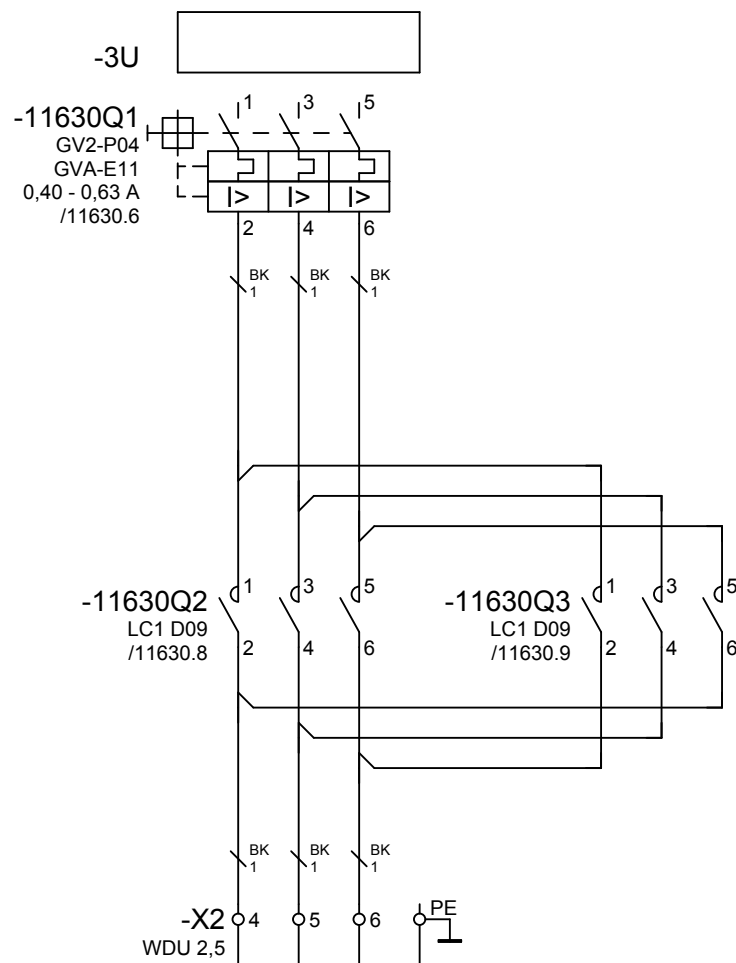 -3U
1 3 5
-11630Q1
GV2-P04
GVA-E11
0,40 - 0,63 A
/11630.6
I> I> I>
2 4 6
BK BK BK
1 1 1
1 3 5
-11630Q2
LC1 D09
/11630.8
2 4 6
1 3 5
-11630Q3
LC1 D09
/11630.9
2 4 6
BK BK BK
1 1 1
-X2 4 5 6 PE
WDU 2,5